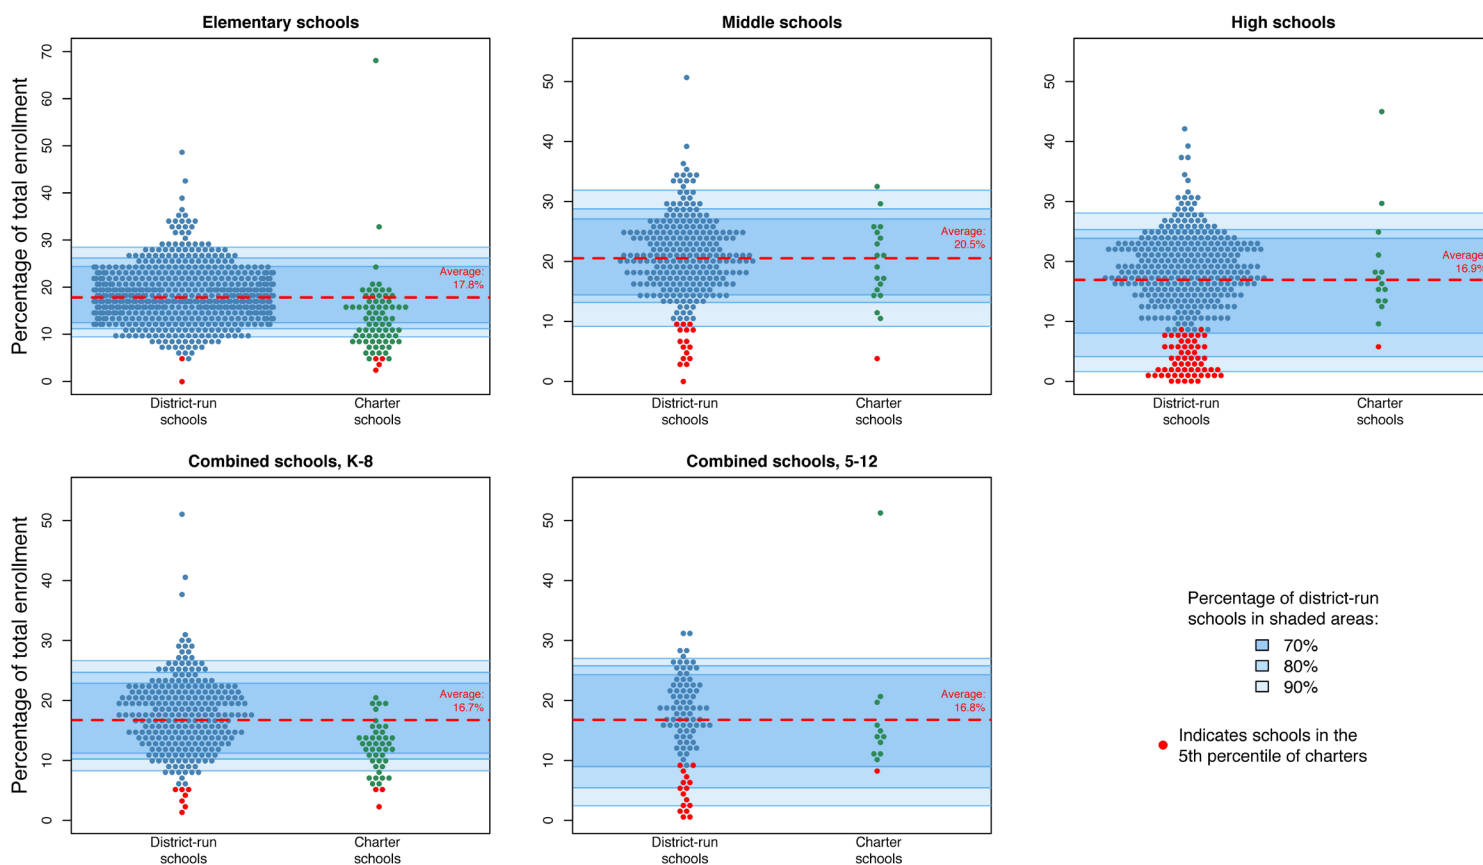 Elementary schools
Percentage of total enrollment
70
60
50
40
30
20
10
0
Average:
17.8%
District-run
schools
Charter
schools
Middle schools
50
40
30
20
10
0
Average:
20.5%
District-run
schools
Charter
schools
High schools
50
40
30
20
10
0
Average:
16.9%
District-run
schools
Charter
schools
Combined schools, K-8
Percentage of total enrollment
50
40
30
20
10
0
Average:
16.7%
District-run
schools
Charter
schools
Combined schools, 5-12
50
40
30
20
10
0
Average:
16.8%
District-run
schools
Charter
schools
Percentage of district-run
schools in shaded areas:
70%
80%
90%
Indicates schools in the
5th percentile of charters